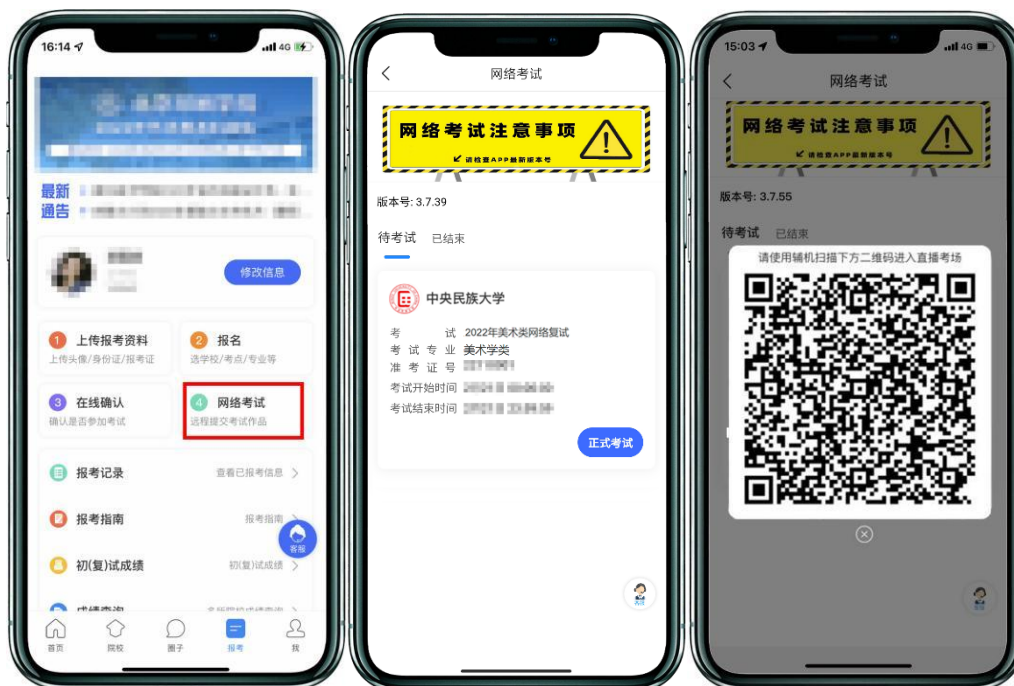 16:14
4G
最新
通告
修改信息
1 上传报考资料
上传头像/身份证/报考证
2 报名
选学校/考点/专业等
3 在线确认
确认是否参加考试
4 网络考试
远程提交考试作品
报考记录
查看已报考信息
报考指南
报考指南
客服
初(复)试成绩
初(复)试成绩
成绩查询
首页
院校
圈子
报考
我
网络考试
网络考试注意事项
请检查APP最新版本号
版本号: 3.7.39
待考试
已结束
中央民族大学
考试 2022年美术类网络复试
考试专业 美术学类
准考证号
考试开始时间
考试结束时间
正式考试
15:03
4G
网络考试
网络考试注意事项
请检查APP最新版本号
版本号: 3.7.55
待考试
已结束
请使用辅机扫描下方二维码进入直播考场